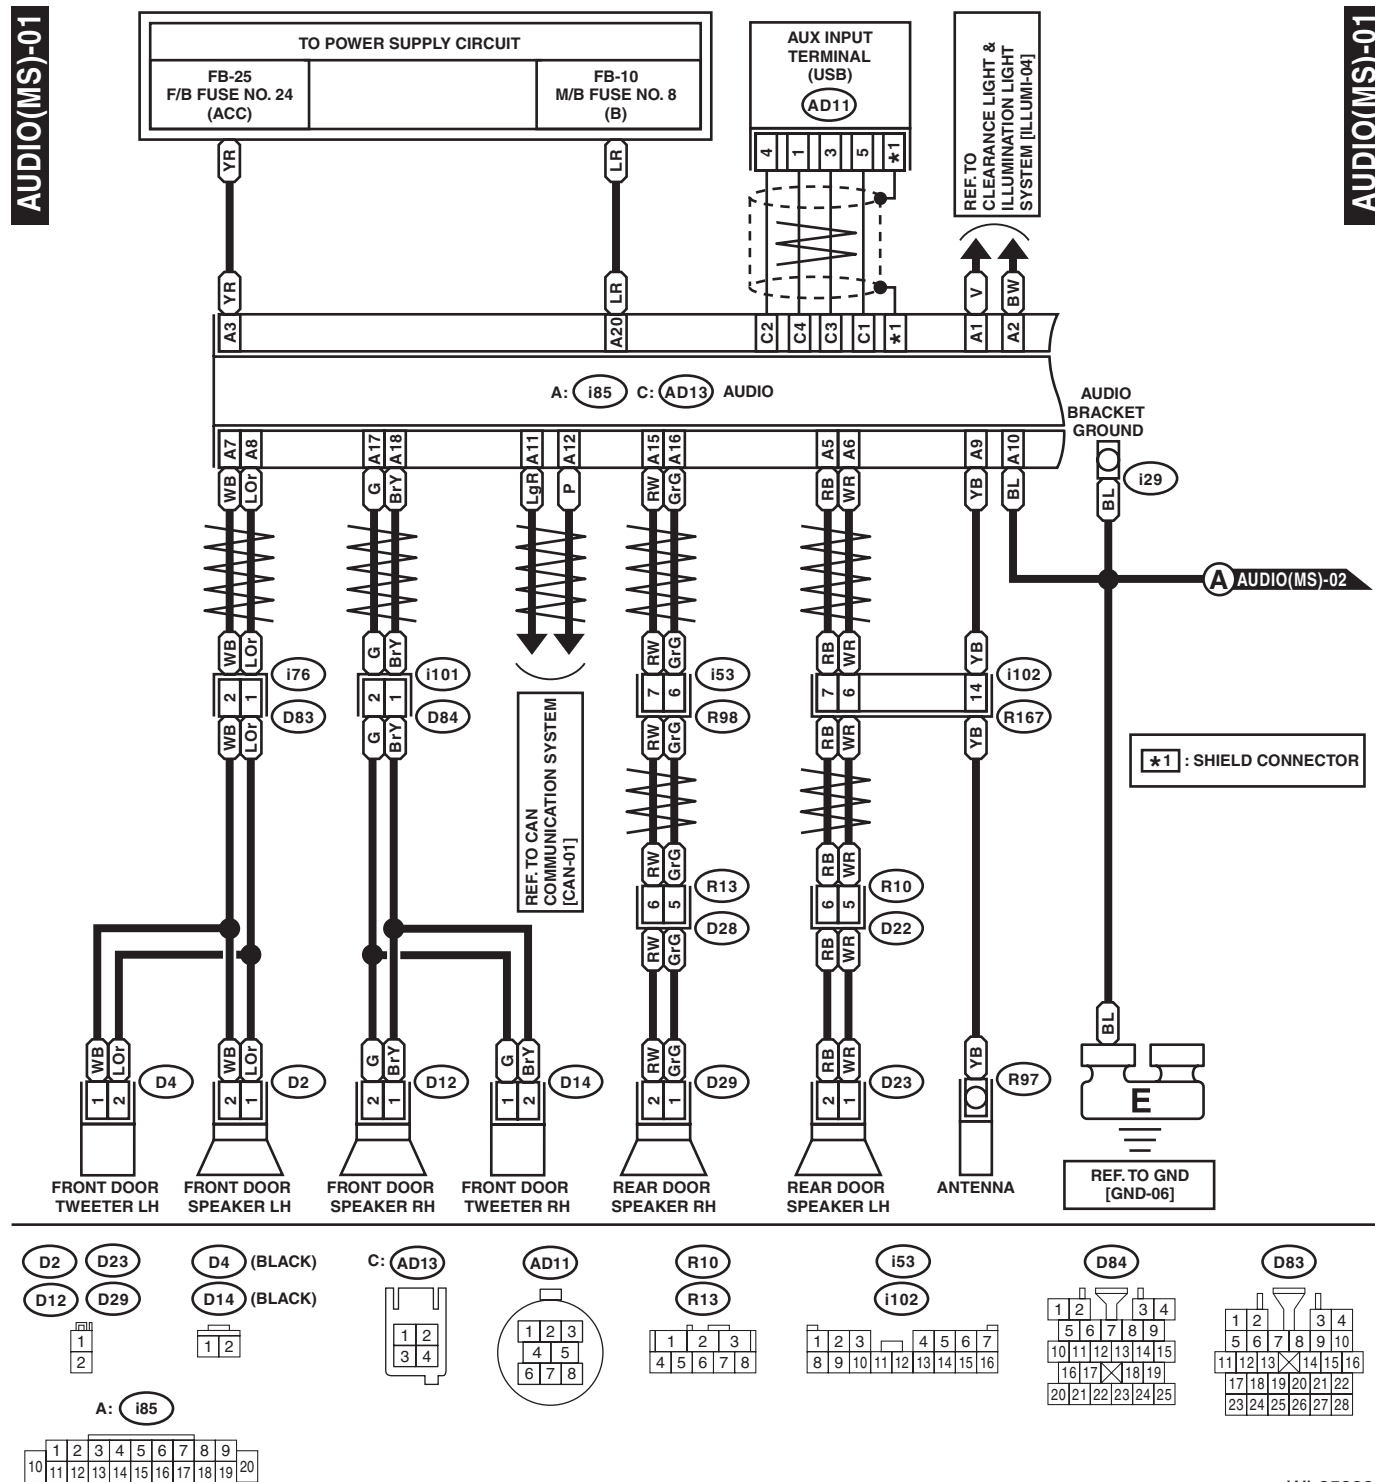 AUDIO(MS)-01
AUDIO(MS)-01
TO POWER SUPPLY CIRCUIT
FB-25
F/B FUSE NO. 24
(ACC)
FB-10
M/B FUSE NO. 8
(B)
AUX INPUT
TERMINAL
(USB)
AD11
REF. TO
CLEARANCE LIGHT &
ILLUMINATION LIGHT
SYSTEM [ILLUMI-04]
4 1 3 5 *1
YR LR
YR LR V BW
A3 A20 C2 C4 C3 C1 *1 A1 A2
A: i85 C: AD13 AUDIO
AUDIO
BRACKET
GROUND
A7 A8 A17 A18 A11 A12 A15 A16 A5 A6 A9 A10
WB LOr G BrY LgR P RW GrG RB WR YB BL BL
i29
A AUDIO(MS)-02
WB LOr G BrY RW GrG RB WR YB
2 1 i76 2 1 i101 7 6 i53 7 6 14 i102
D83 D84 R98 R167
WB LOr G BrY RW GrG RB WR YB
REF. TO CAN
COMMUNICATION SYSTEM
[CAN-01]
*1 : SHIELD CONNECTOR
RW GrG RB WR
6 5 R13 6 5 R10
D28 D22
RW GrG RB WR
BL
WB LOr WB LOr G BrY G BrY RW GrG RB WR YB
1 2 D4 2 1 D2 2 1 D12 1 2 D14 2 1 D29 2 1 D23 R97
E
FRONT DOOR
TWEETER LH
FRONT DOOR
SPEAKER LH
FRONT DOOR
SPEAKER RH
FRONT DOOR
TWEETER RH
REAR DOOR
SPEAKER RH
REAR DOOR
SPEAKER LH
ANTENNA
REF. TO GND
[GND-06]
D2 D23
D12 D29
1
2
D4 (BLACK)
D14 (BLACK)
1 2
C: AD13
1 2
3 4
AD11
1 2 3
4 5
6 7 8
R10
R13
1 2 3
4 5 6 7 8
i53
i102
1 2 3 4 5 6 7
8 9 10 11 12 13 14 15 16
D84
1 2 3 4
5 6 7 8 9
10 11 12 13 14 15
16 17 18 19
20 21 22 23 24 25
D83
1 2 3 4
5 6 7 8 9 10
11 12 13 14 15 16
17 18 19 20 21 22
23 24 25 26 27 28
A: i85
1 2 3 4 5 6 7 8 9
10 11 12 13 14 15 16 17 18 19 20